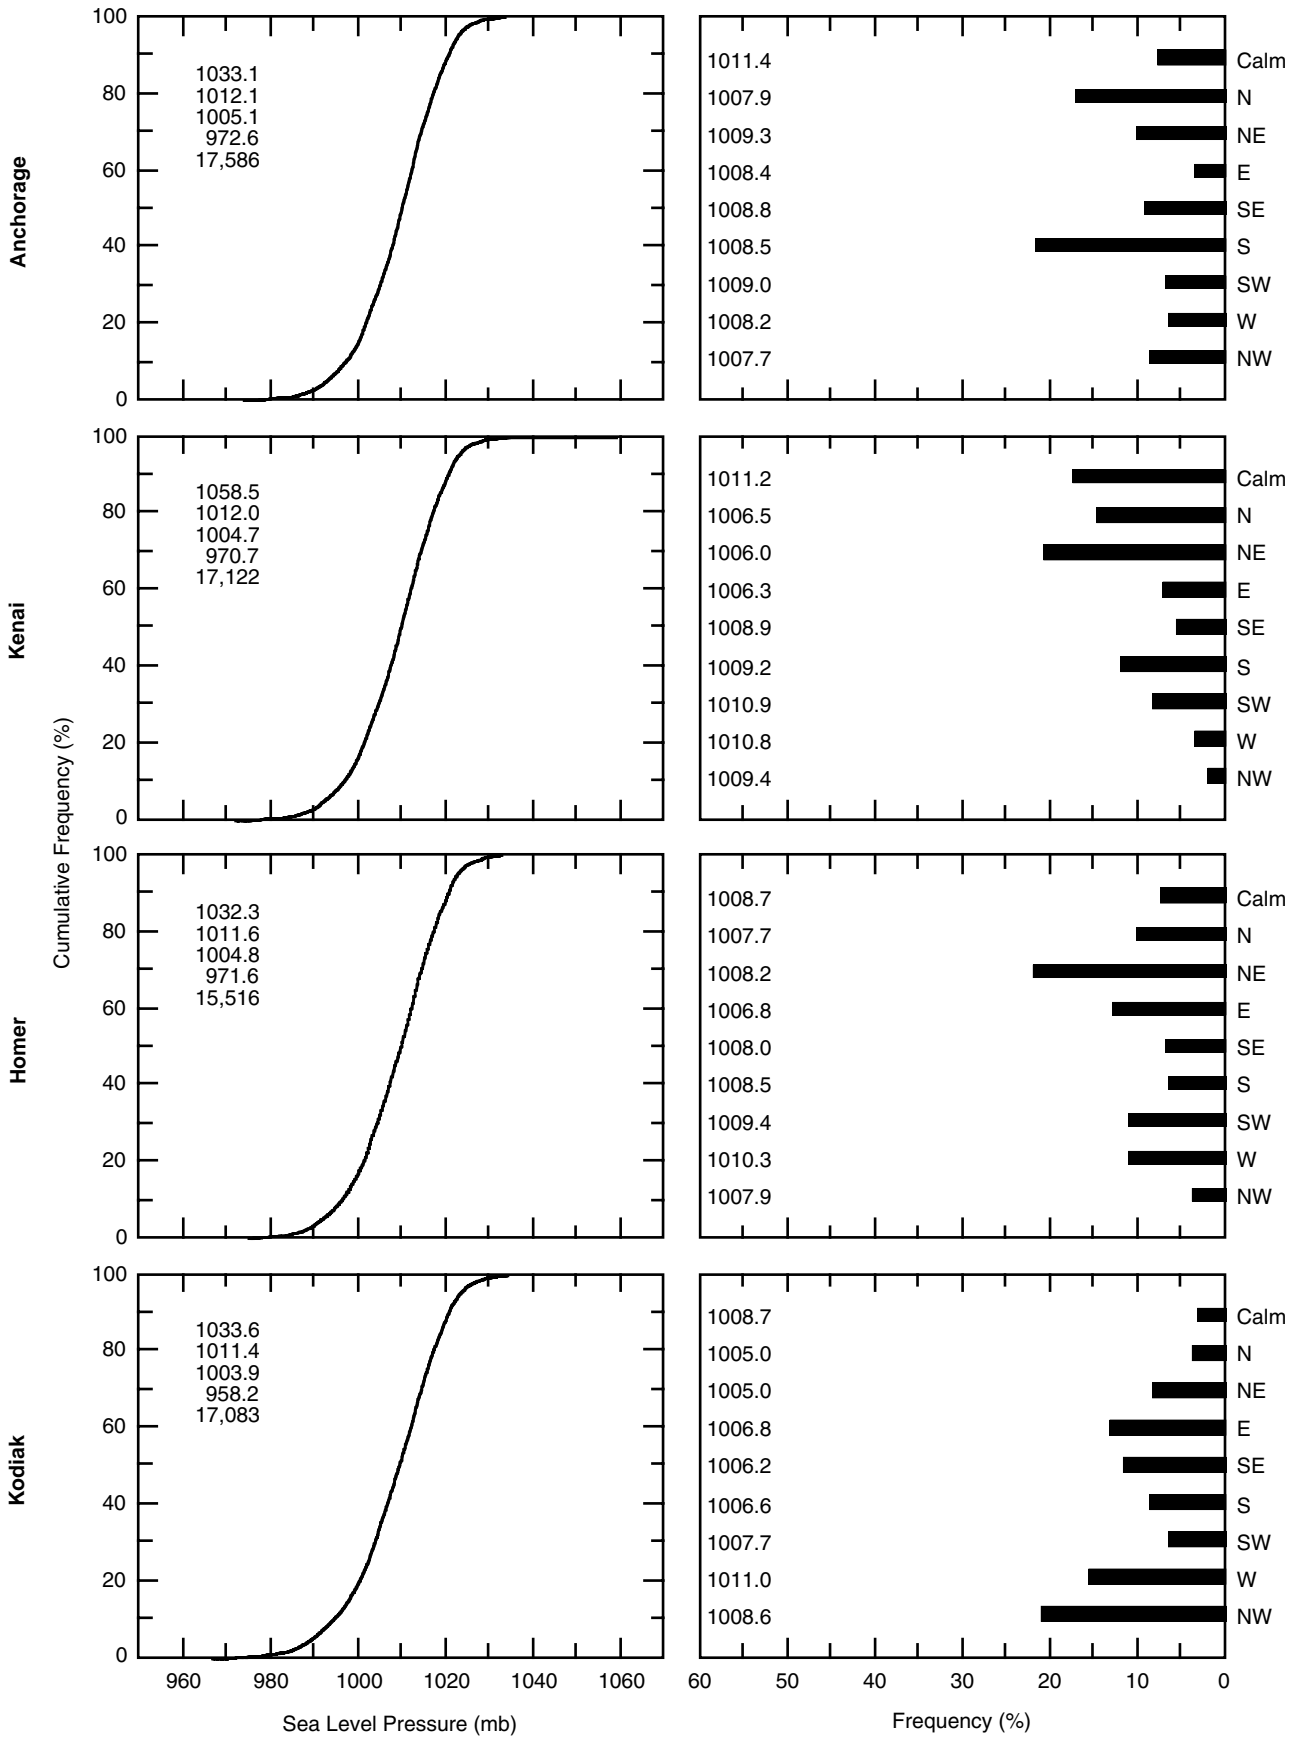 Anchorage
100
80
60
40
20
0
1033.1
1012.1
1005.1
972.6
17,586
1011.4 Calm
1007.9 N
1009.3 NE
1008.4 E
1008.8 SE
1008.5 S
1009.0 SW
1008.2 W
1007.7 NW
Kenai
100
80
60
40
20
0
1058.5
1012.0
1004.7
970.7
17,122
1011.2 Calm
1006.5 N
1006.0 NE
1006.3 E
1008.9 SE
1009.2 S
1010.9 SW
1010.8 W
1009.4 NW
Cumulative Frequency (%)
Homer
100
80
60
40
20
0
1032.3
1011.6
1004.8
971.6
15,516
1008.7 Calm
1007.7 N
1008.2 NE
1006.8 E
1008.0 SE
1008.5 S
1009.4 SW
1010.3 W
1007.9 NW
Kodiak
100
80
60
40
20
0
1033.6
1011.4
1003.9
958.2
17,083
1008.7 Calm
1005.0 N
1005.0 NE
1006.8 E
1006.2 SE
1006.6 S
1007.7 SW
1011.0 W
1008.6 NW
960 980 1000 1020 1040 1060
Sea Level Pressure (mb)
60 50 40 30 20 10 0
Frequency (%)